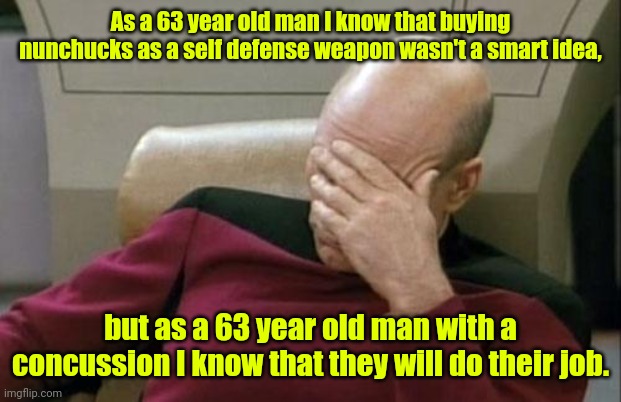 As a 63 year old man I know that buying
nunchucks as a self defense weapon wasn't a smart idea,
but as a 63 year old man with a
concussion I know that they will do their job.
imgflip.com